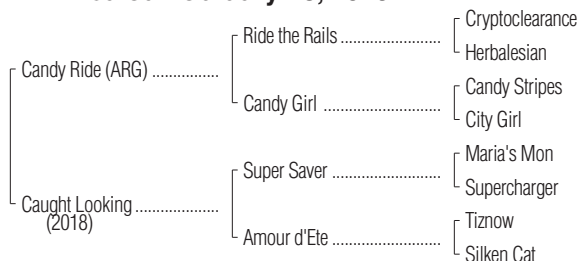 Cryptoclearance
Ride the Rails
Herbalesian
Candy Ride (ARG)
Candy Stripes
Candy Girl
City Girl
Maria's Mon
Super Saver
Supercharger
Caught Looking
(2018)
Tiznow
Amour d'Ete
Silken Cat